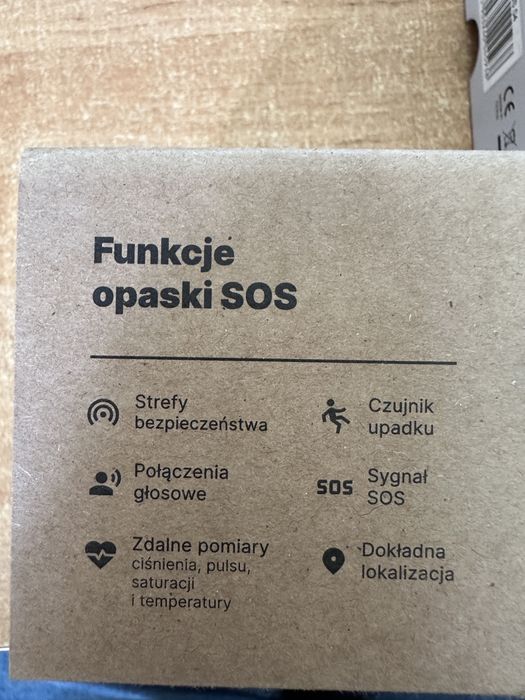 Funkcje
opaski SOS
Strefy
bezpieczeństwa
Czujnik
upadku
Połączenia
głosowe
SOS
Sygnał
SOS
Zdalne pomiary
ciśnienia, pulsu,
saturacji
i temperatury
Dokładna
lokalizacja
CE